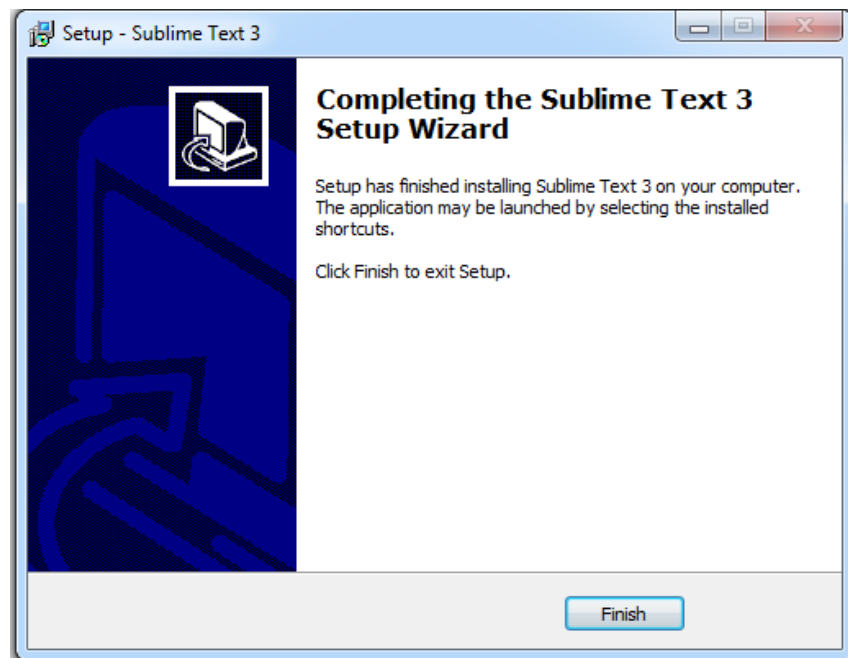 Setup - Sublime Text 3
Completing the Sublime Text 3
Setup Wizard
Setup has finished installing Sublime Text 3 on your computer.
The application may be launched by selecting the installed
shortcuts.
Click Finish to exit Setup.
Finish